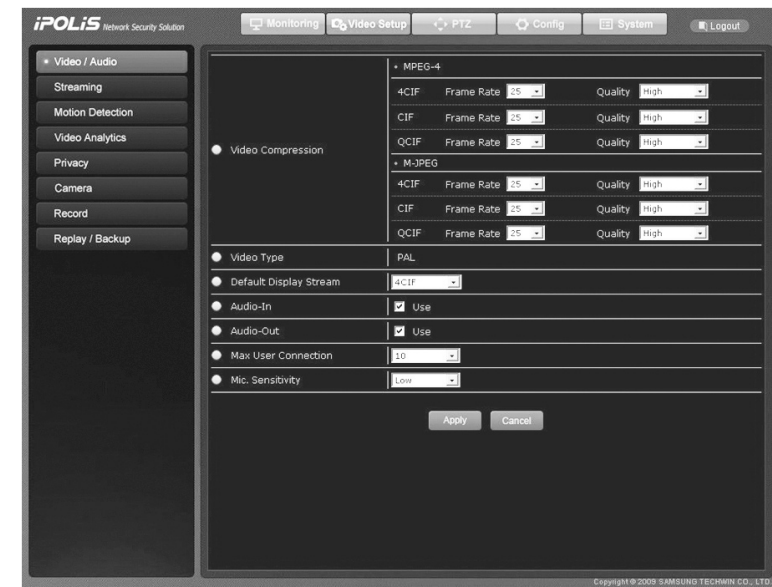 iPOLiS Network Security Solution
Monitoring Video Setup PTZ Config System Logout
Video / Audio
Streaming
Motion Detection
Video Analytics
Privacy
Camera
Record
Replay / Backup
Video Compression
MPEG-4
4CIF Frame Rate 25 Quality High
CIF Frame Rate 25 Quality High
QCIF Frame Rate 25 Quality High
M-JPEG
4CIF Frame Rate 25 Quality High
CIF Frame Rate 25 Quality High
QCIF Frame Rate 25 Quality High
Video Type PAL
Default Display Stream 4CIF
Audio-In Use
Audio-Out Use
Max User Connection 10
Mic. Sensitivity Low
Apply Cancel
Copyright © 2009 SAMSUNG TECHWIN CO., LTD